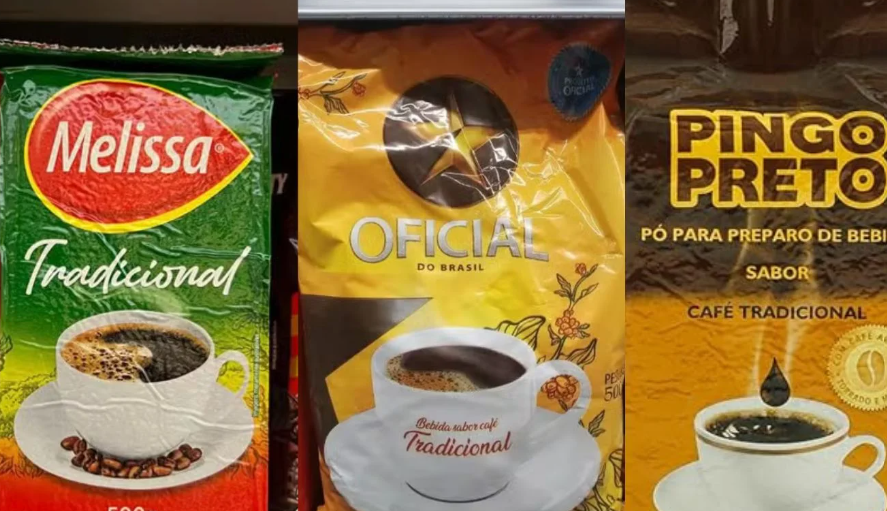 Melissa
Tradicional
OFICIAL
DO BRASIL
Bebida sabor café
Tradicional
PINGO
PRETO
PÓ PARA PREPARO DE BEBI
SABOR
CAFÉ TRADICIONAL